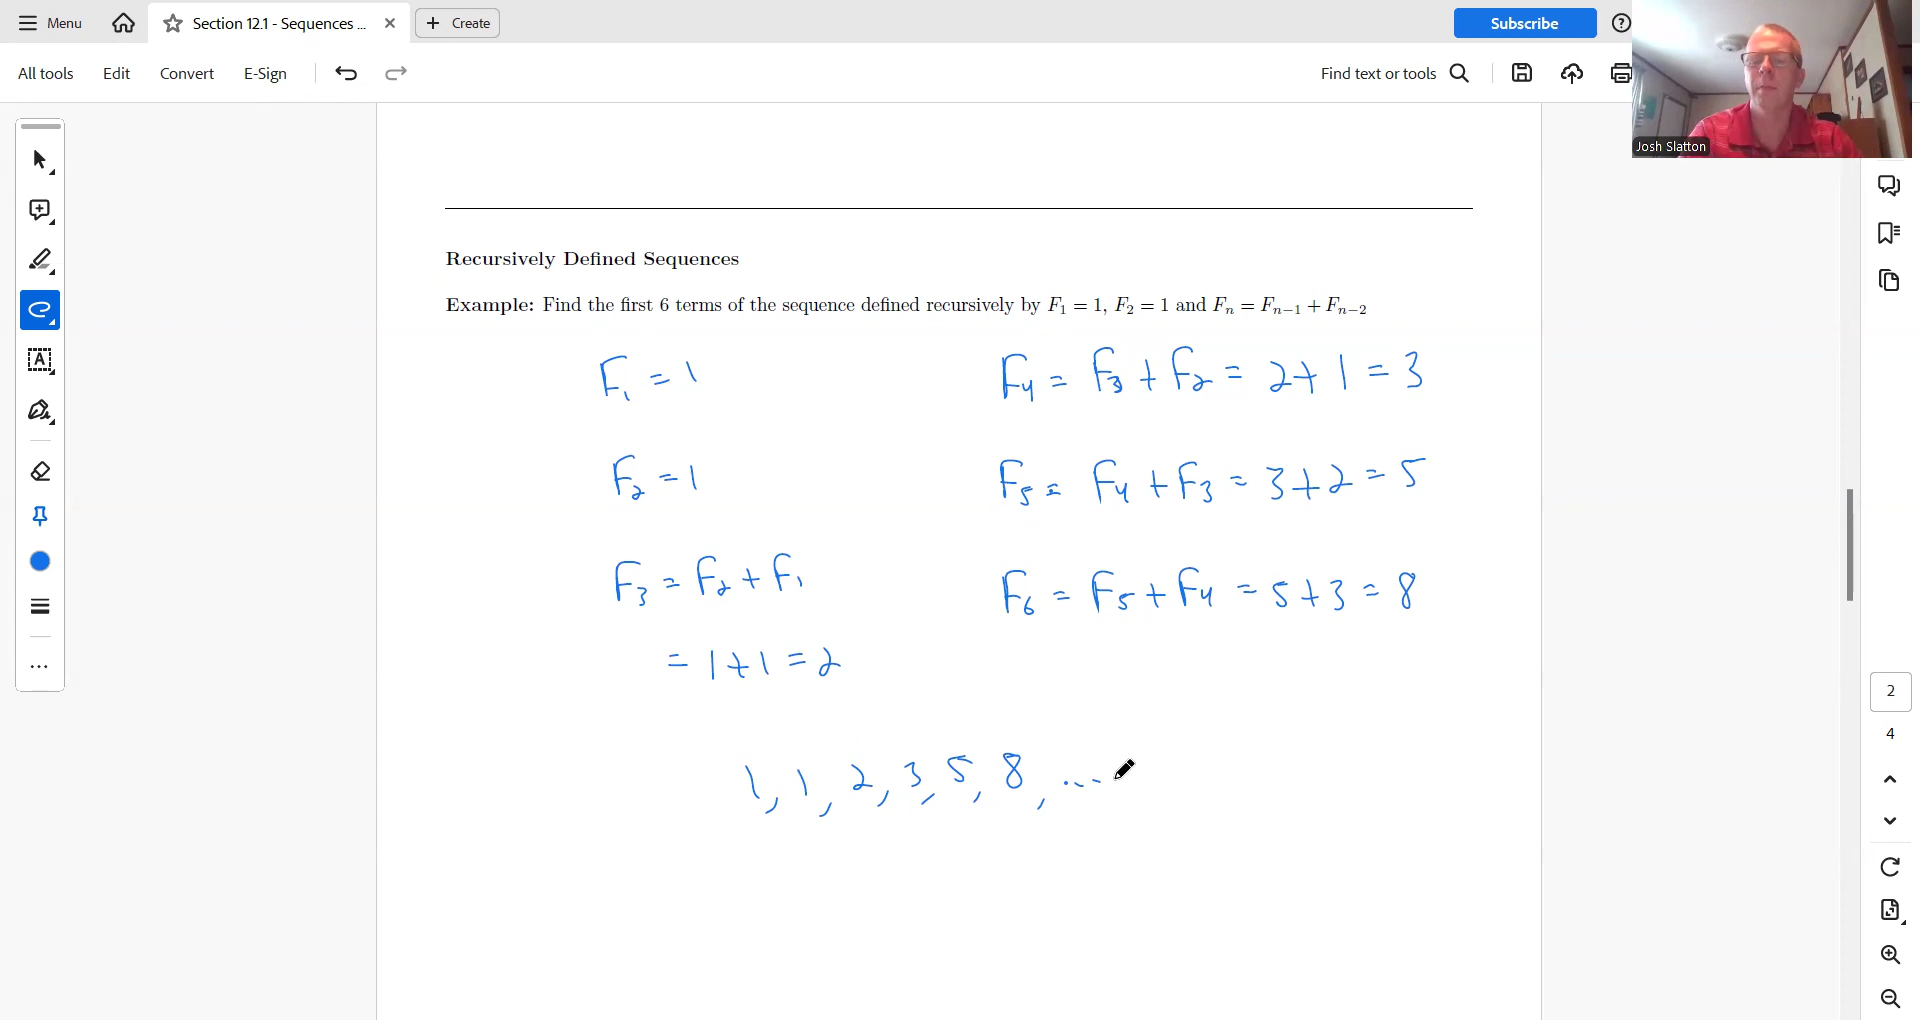 Menu
Section 12.1 - Sequences ...
Create
Subscribe
All tools Edit Convert E-Sign
Find text or tools
Josh Slatton
Recursively Defined Sequences
Example: Find the first 6 terms of the sequence defined recursively by F₁ = 1, F₂ = 1 and Fₙ = Fₙ₋₁ + Fₙ₋₂
F₁ = 1
F₂ = 1
F₃ = F₂ + F₁
= 1 + 1 = 2
F₄ = F₃ + F₂ = 2 + 1 = 3
F₅ = F₄ + F₃ = 3 + 2 = 5
F₆ = F₅ + F₄ = 5 + 3 = 8
1, 1, 2, 3, 5, 8, ...
2
4